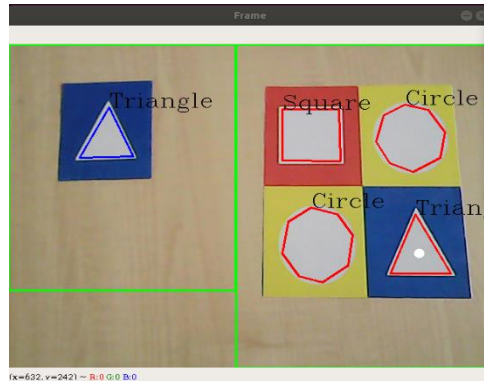 Frame
Triangle
Square
Circle
Circle
Trian
(x=632, y=242) ~ R:0 G:0 B:0